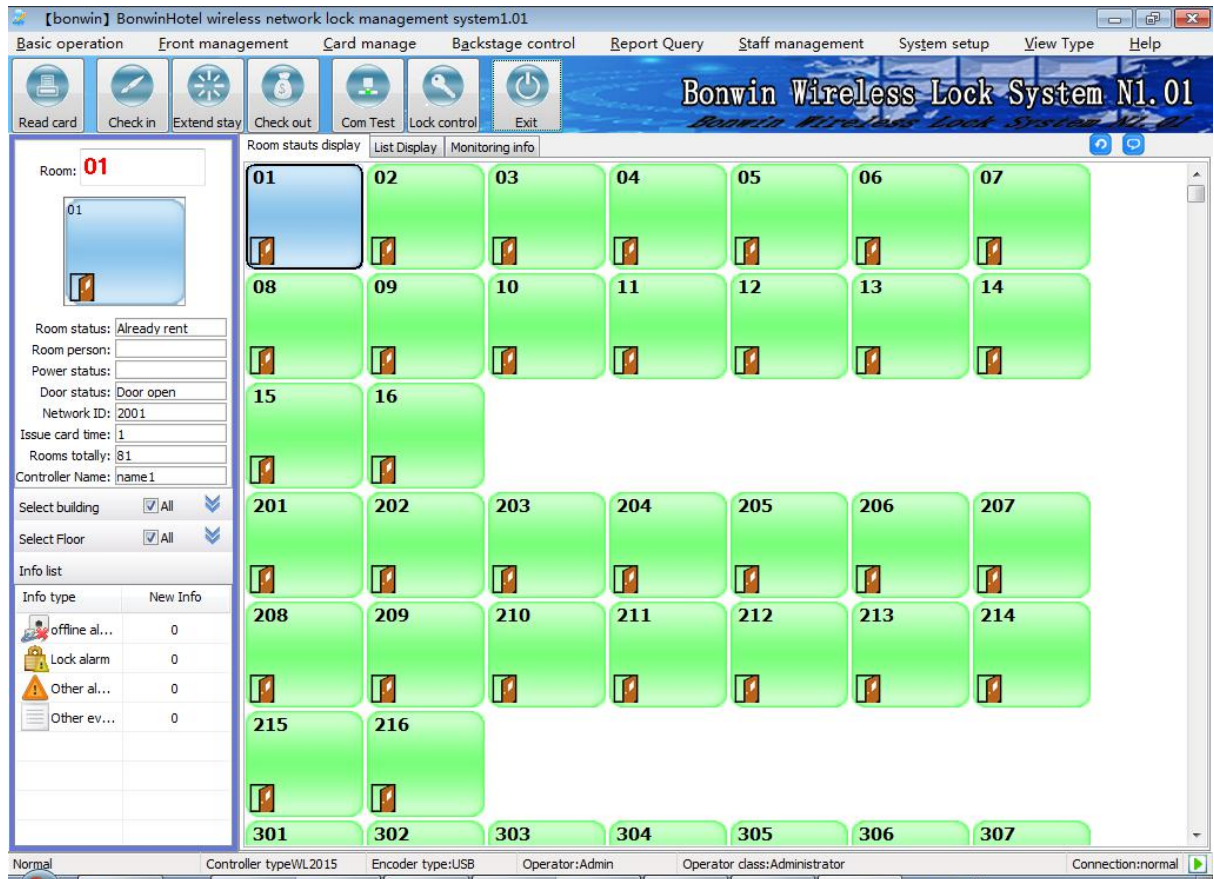 【bonwin】BonwinHotel wireless network lock management system1.01
Basic operation Front management Card manage Backstage control Report Query Staff management System setup View Type Help
Read card Check in Extend stay Check out Com Test Lock control Exit
Bonwin Wireless Lock System N1.01
Room stauts display List Display Monitoring info
Room: 01
01
Room status: Already rent
Room person:
Power status:
Door status: Door open
Network ID: 2001
Issue card time: 1
Rooms totally: 81
Controller Name: name1
Select building All
Select Floor All
Info list
Info type New Info
offline al... 0
Lock alarm 0
Other al... 0
Other ev... 0
01 02 03 04 05 06 07
08 09 10 11 12 13 14
15 16
201 202 203 204 205 206 207
208 209 210 211 212 213 214
215 216
301 302 303 304 305 306 307
Normal Controller typeWL2015 Encoder type:USB Operator:Admin Operator class:Administrator Connection:normal